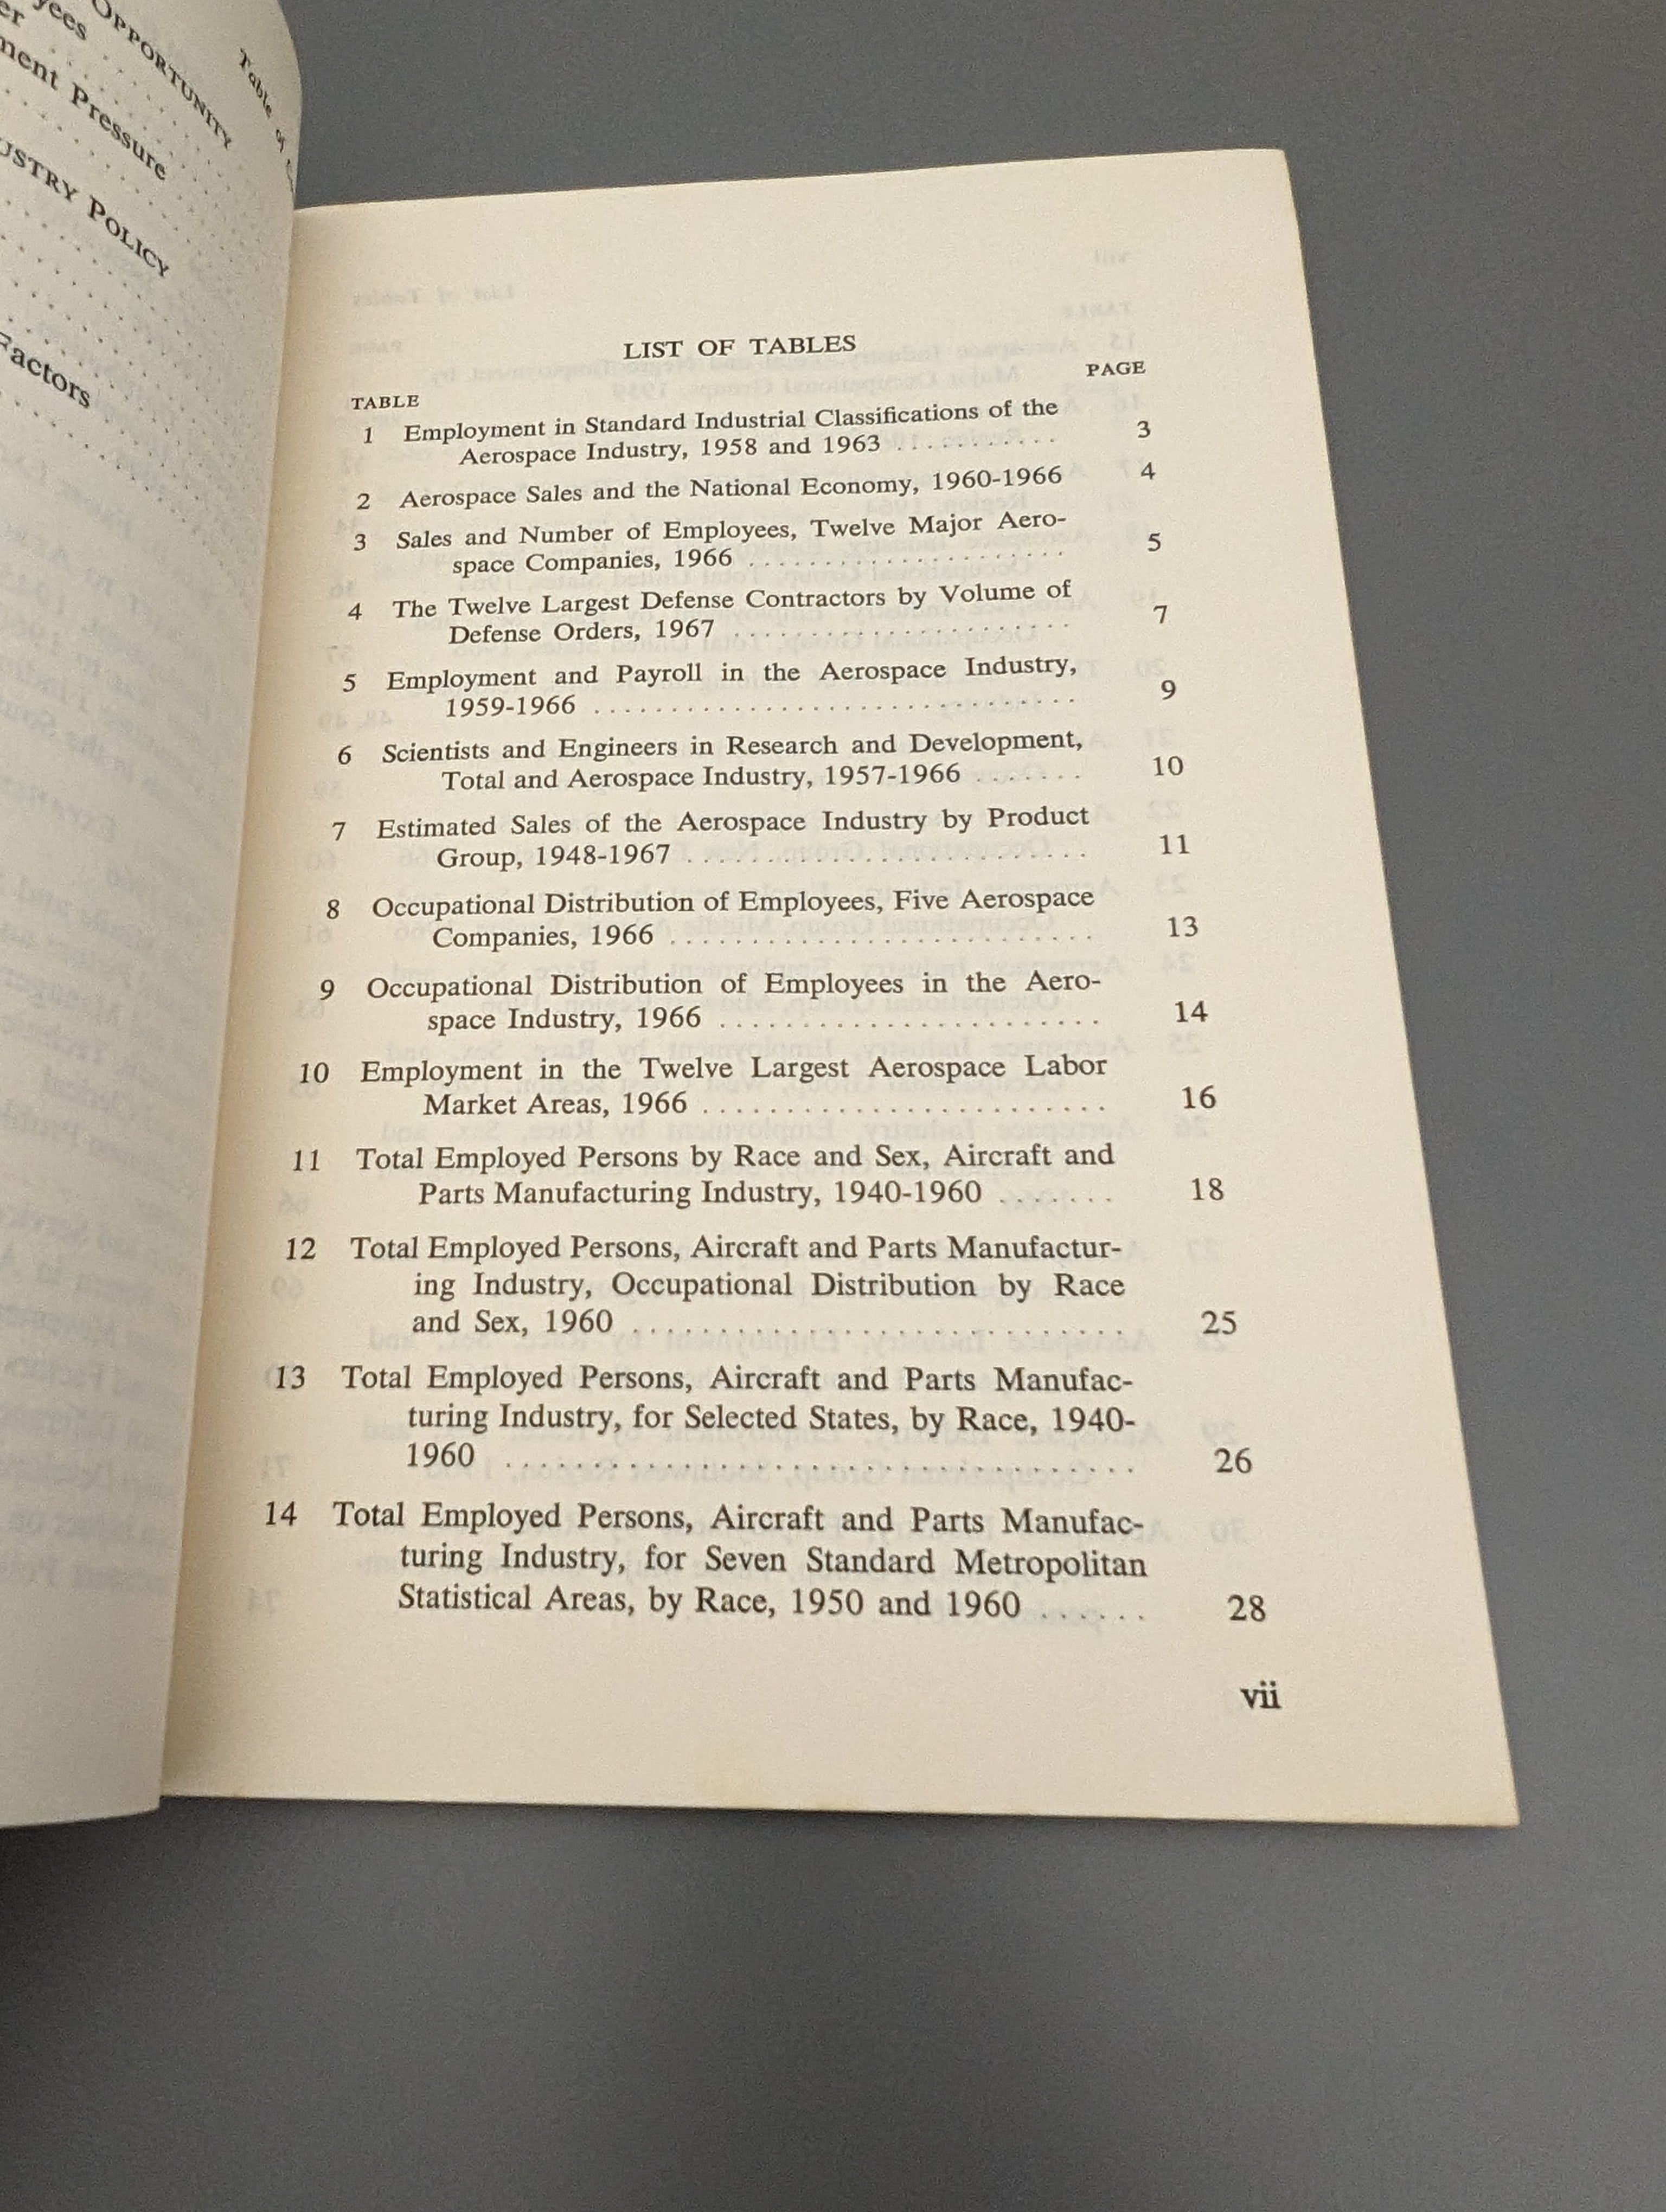 OPPORTUNITY
Table of
ment Pressure
USTRY POLICY
Factors
LIST OF TABLES
TABLE PAGE
1 Employment in Standard Industrial Classifications of the
Aerospace Industry, 1958 and 1963 ........... 3
2 Aerospace Sales and the National Economy, 1960-1966 4
3 Sales and Number of Employees, Twelve Major Aero-
space Companies, 1966 ..................... 5
4 The Twelve Largest Defense Contractors by Volume of
Defense Orders, 1967 ...................... 7
5 Employment and Payroll in the Aerospace Industry,
1959-1966 ................................ 9
6 Scientists and Engineers in Research and Development,
Total and Aerospace Industry, 1957-1966 ....... 10
7 Estimated Sales of the Aerospace Industry by Product
Group, 1948-1967 .......................... 11
8 Occupational Distribution of Employees, Five Aerospace
Companies, 1966 ........................... 13
9 Occupational Distribution of Employees in the Aero-
space Industry, 1966 ........................ 14
10 Employment in the Twelve Largest Aerospace Labor
Market Areas, 1966 ......................... 16
11 Total Employed Persons by Race and Sex, Aircraft and
Parts Manufacturing Industry, 1940-1960 ....... 18
12 Total Employed Persons, Aircraft and Parts Manufactur-
ing Industry, Occupational Distribution by Race
and Sex, 1960 ............................. 25
13 Total Employed Persons, Aircraft and Parts Manufac-
turing Industry, for Selected States, by Race, 1940-
1960 ..................................... 26
14 Total Employed Persons, Aircraft and Parts Manufac-
turing Industry, for Seven Standard Metropolitan
Statistical Areas, by Race, 1950 and 1960 ...... 28
vii